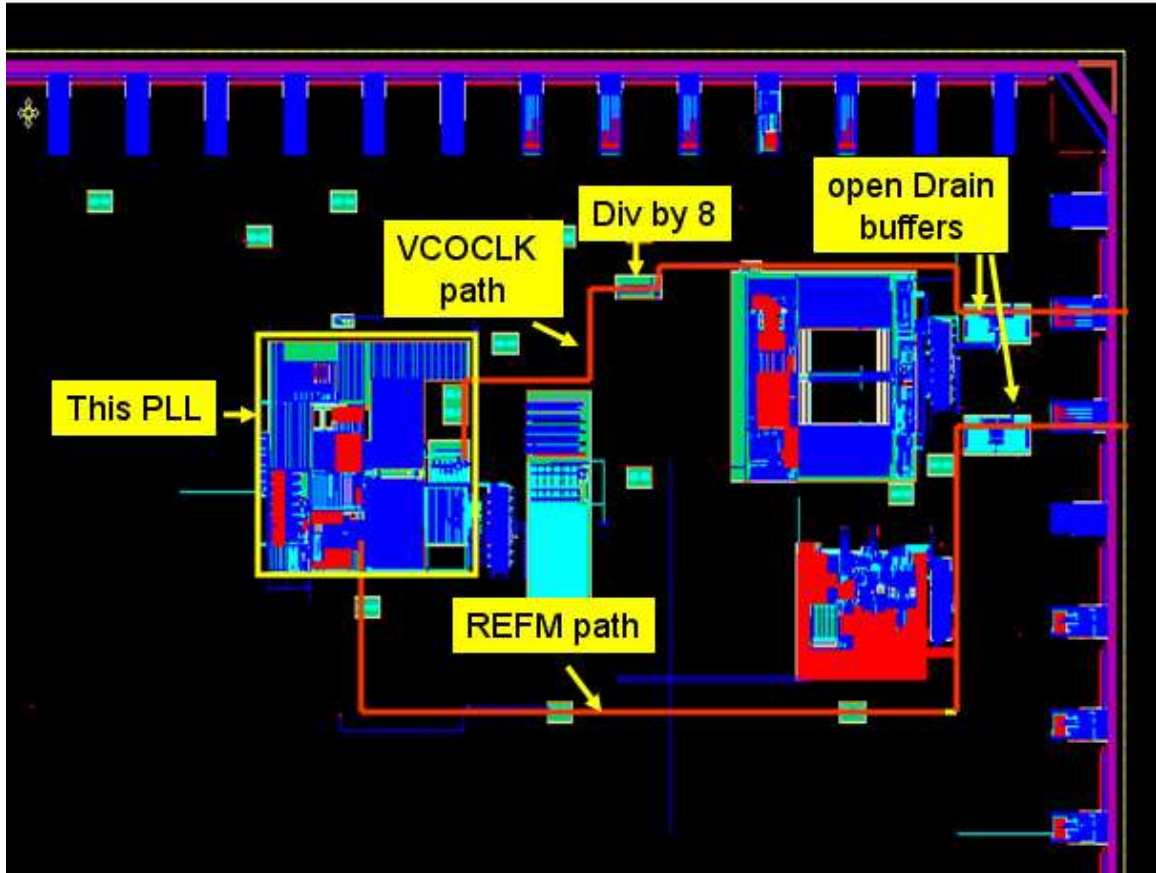 open Drain
buffers
Div by 8
VCOCLK
path
This PLL
REFM path